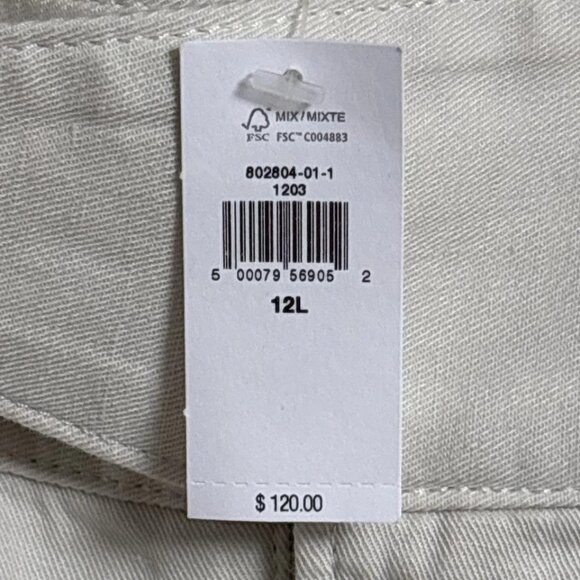 MIX/MIXTE
FSC FSC™ C004883
802804-01-1
1203
5 00079 56905 2
12L
$ 120.00